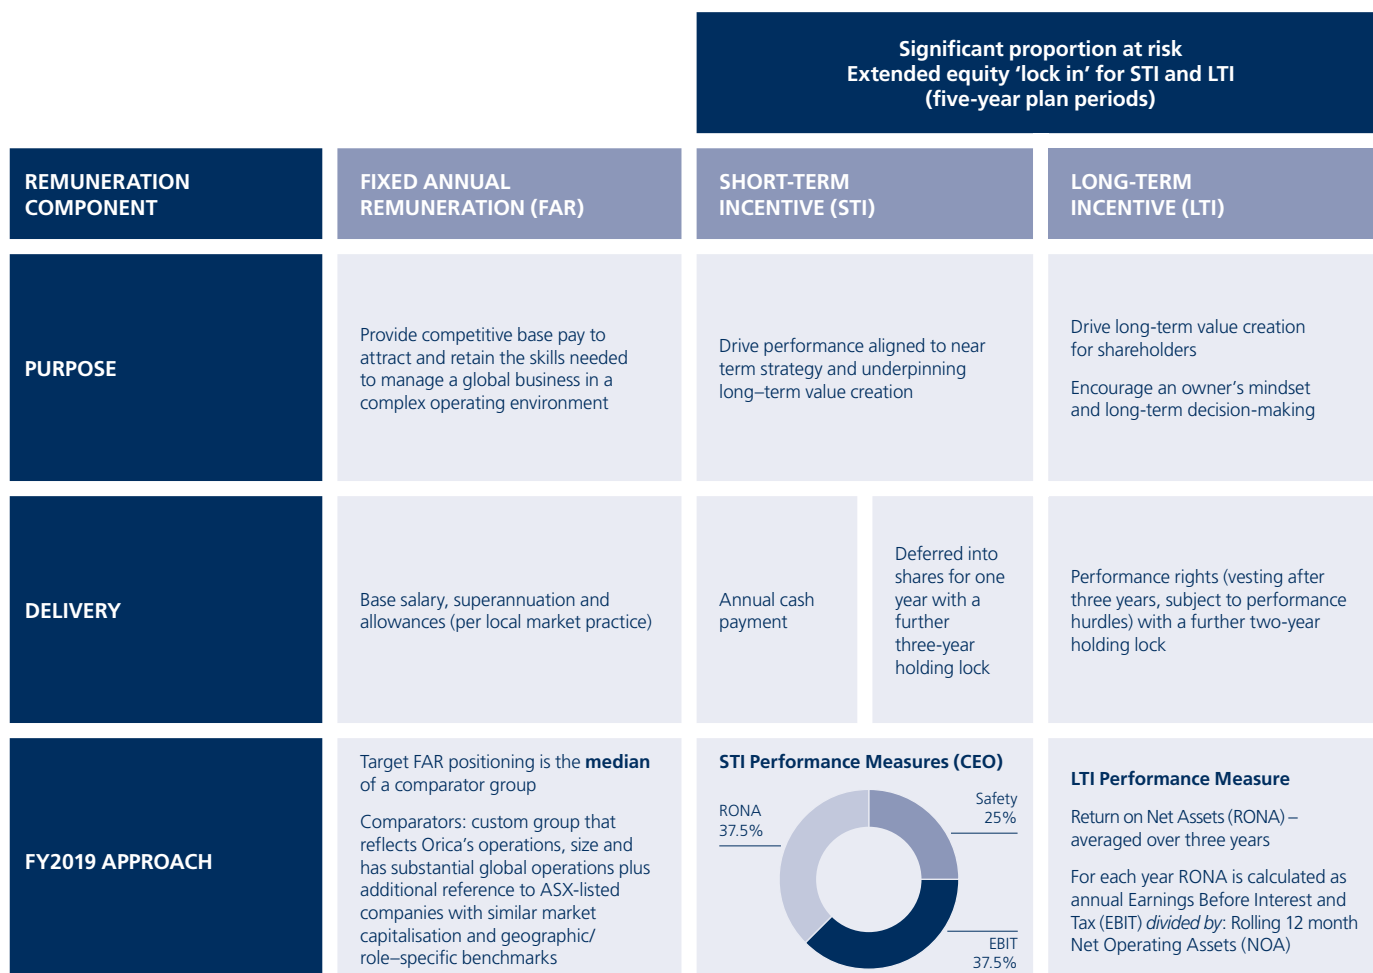 Significant proportion at risk
Extended equity ‘lock in’ for STI and LTI
(five-year plan periods)
REMUNERATION
COMPONENT
FIXED ANNUAL
REMUNERATION (FAR)
SHORT-TERM
INCENTIVE (STI)
LONG-TERM
INCENTIVE (LTI)
PURPOSE
Provide competitive base pay to
attract and retain the skills needed
to manage a global business in a
complex operating environment
Drive performance aligned to near
term strategy and underpinning
long–term value creation
Drive long-term value creation
for shareholders
Encourage an owner’s mindset
and long-term decision-making
DELIVERY
Base salary, superannuation and
allowances (per local market practice)
Annual cash
payment
Deferred into
shares for one
year with a
further
three-year
holding lock
Performance rights (vesting after
three years, subject to performance
hurdles) with a further two-year
holding lock
FY2019 APPROACH
Target FAR positioning is the median
of a comparator group
Comparators: custom group that
reflects Orica’s operations, size and
has substantial global operations plus
additional reference to ASX-listed
companies with similar market
capitalisation and geographic/
role–specific benchmarks
STI Performance Measures (CEO)
RONA
37.5%
Safety
25%
EBIT
37.5%
LTI Performance Measure
Return on Net Assets (RONA) –
averaged over three years
For each year RONA is calculated as
annual Earnings Before Interest and
Tax (EBIT) divided by: Rolling 12 month
Net Operating Assets (NOA)